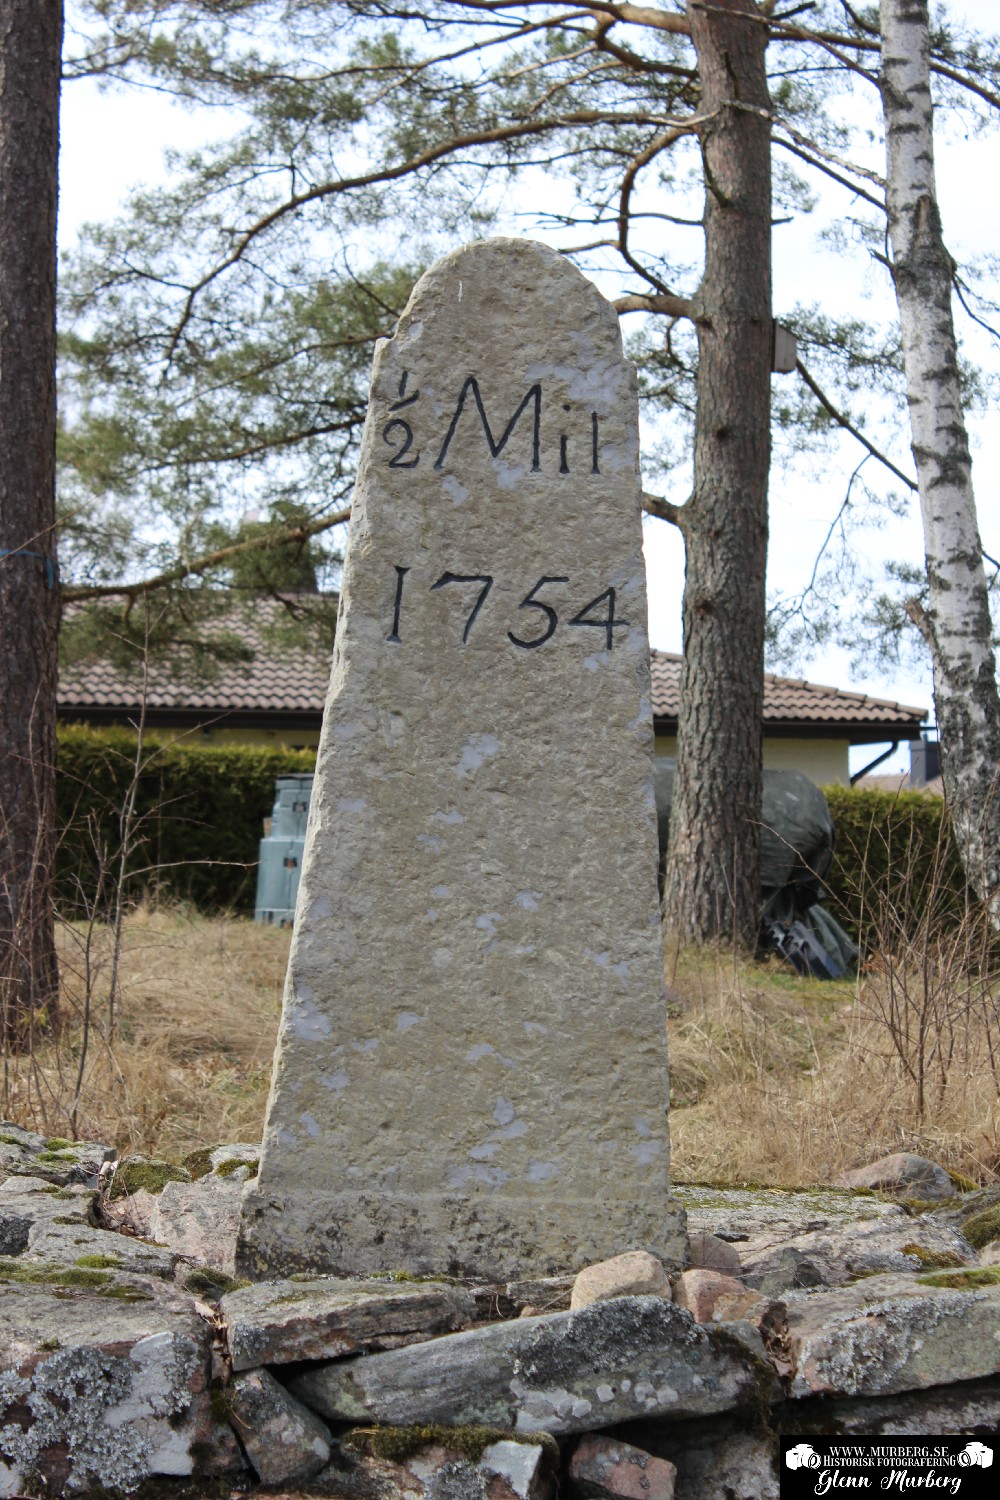 ½ Mil
1754
WWW.MURBERG.SE
HISTORISK FOTOGRAFERING
Glenn Murberg